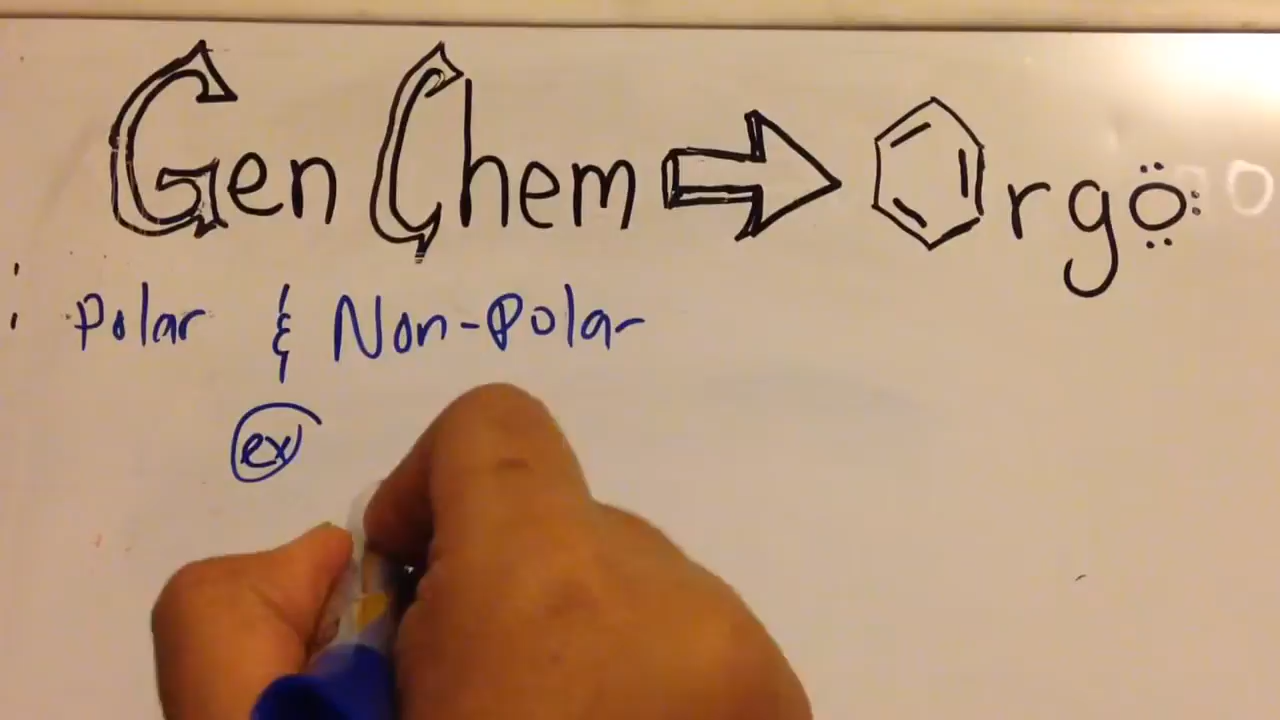 Gen Chem ⇒ Orgo
Polar & Non-Polar
ex